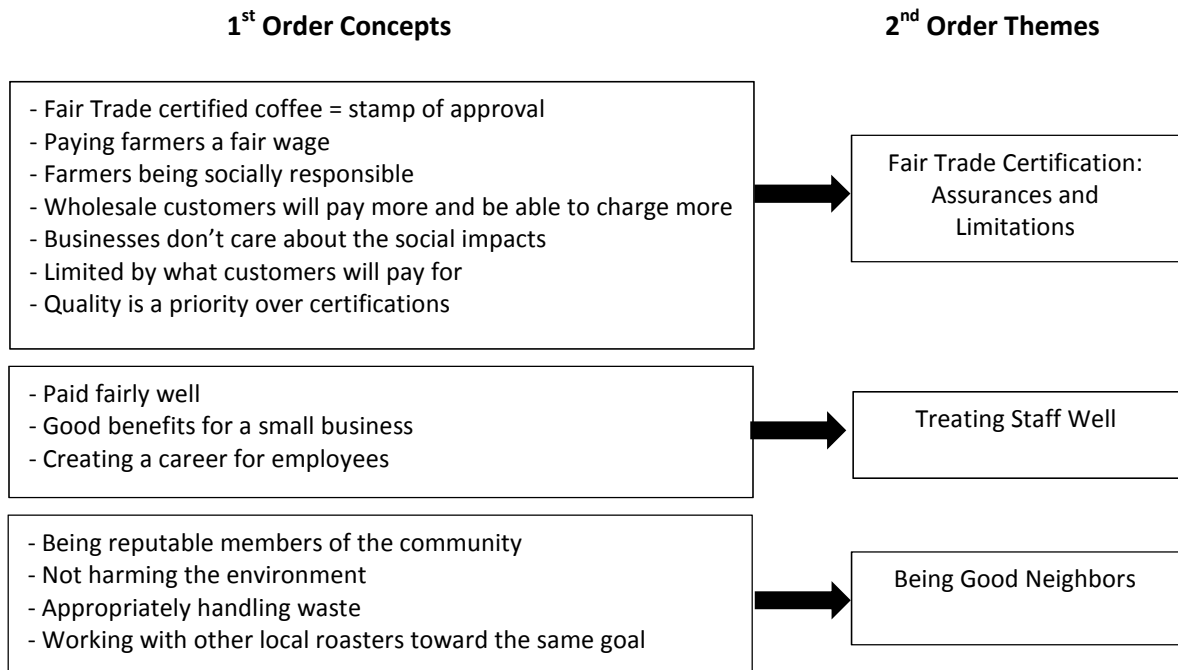 1st Order Concepts
2nd Order Themes
- Fair Trade certified coffee = stamp of approval
- Paying farmers a fair wage
- Farmers being socially responsible
- Wholesale customers will pay more and be able to charge more
- Businesses don’t care about the social impacts
- Limited by what customers will pay for
- Quality is a priority over certifications
Fair Trade Certification:
Assurances and
Limitations
- Paid fairly well
- Good benefits for a small business
- Creating a career for employees
Treating Staff Well
- Being reputable members of the community
- Not harming the environment
- Appropriately handling waste
- Working with other local roasters toward the same goal
Being Good Neighbors